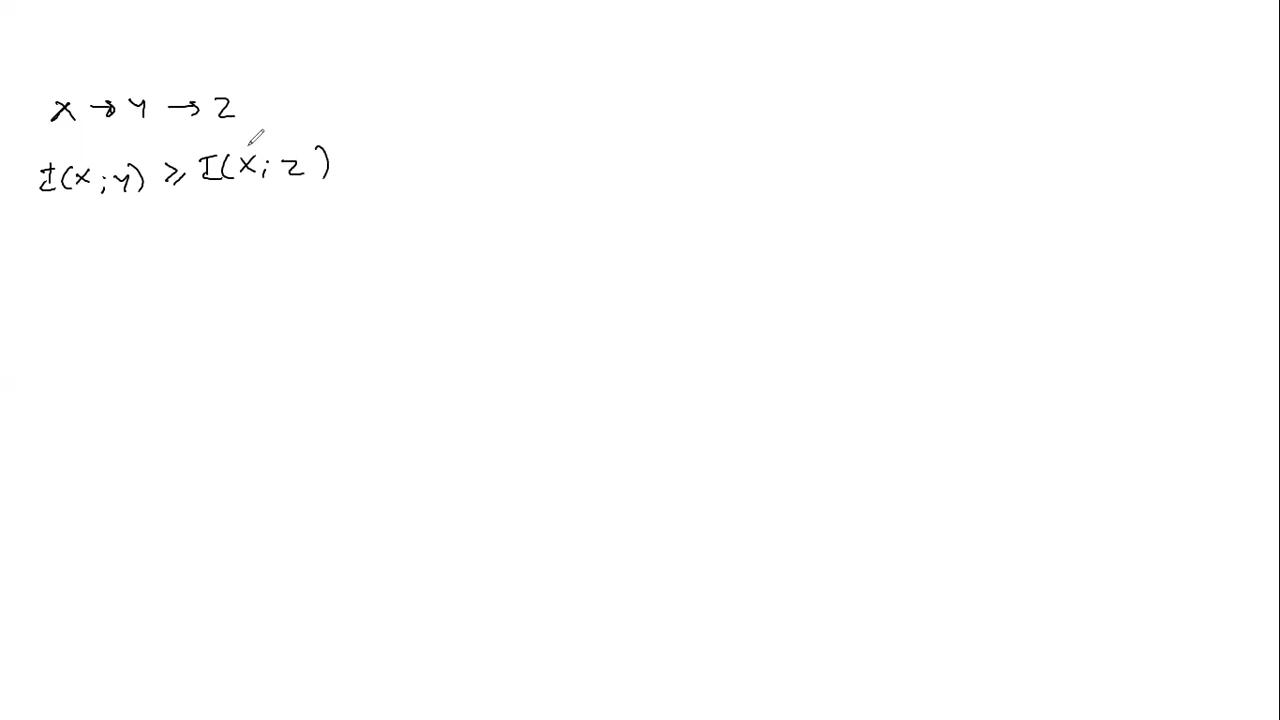 X → Y → Z
I(X; Y) ≥ I(X; Z)